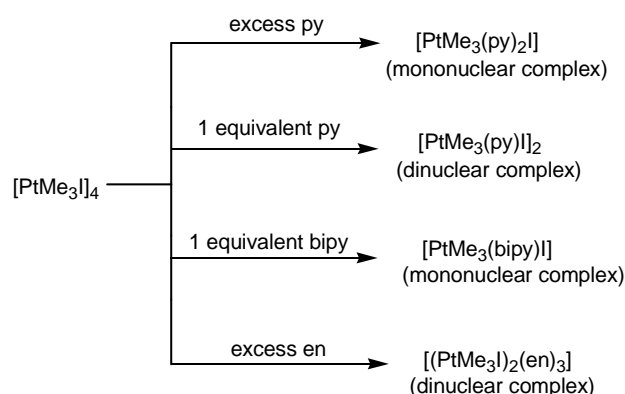 excess py
[PtMe₃(py)₂I]
(mononuclear complex)
1 equivalent py
[PtMe₃(py)I]₂
(dinuclear complex)
[PtMe₃I]₄
1 equivalent bipy
[PtMe₃(bipy)I]
(mononuclear complex)
excess en
[(PtMe₃I)₂(en)₃]
(dinuclear complex)